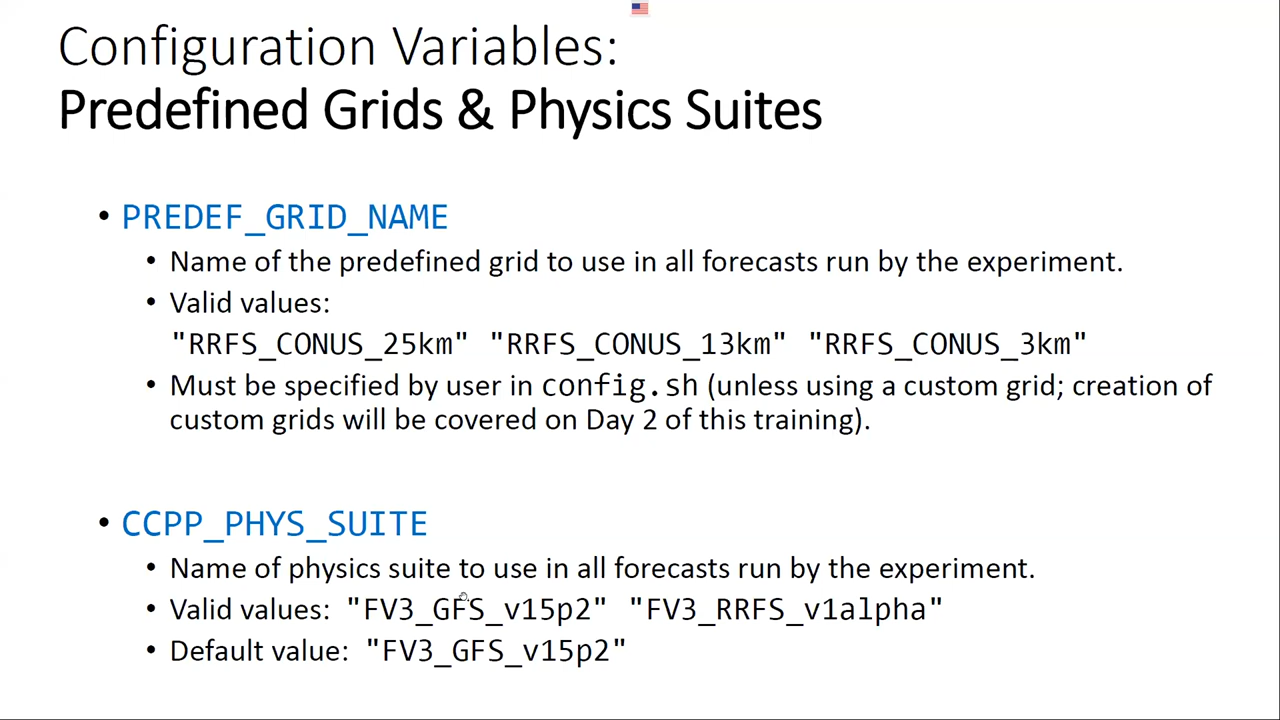 Configuration Variables:
Predefined Grids & Physics Suites
• PREDEF_GRID_NAME
• Name of the predefined grid to use in all forecasts run by the experiment.
• Valid values:
"RRFS_CONUS_25km" "RRFS_CONUS_13km" "RRFS_CONUS_3km"
• Must be specified by user in config.sh (unless using a custom grid; creation of
custom grids will be covered on Day 2 of this training).
• CCPP_PHYS_SUITE
• Name of physics suite to use in all forecasts run by the experiment.
• Valid values: "FV3_GFS_v15p2" "FV3_RRFS_v1alpha"
• Default value: "FV3_GFS_v15p2"